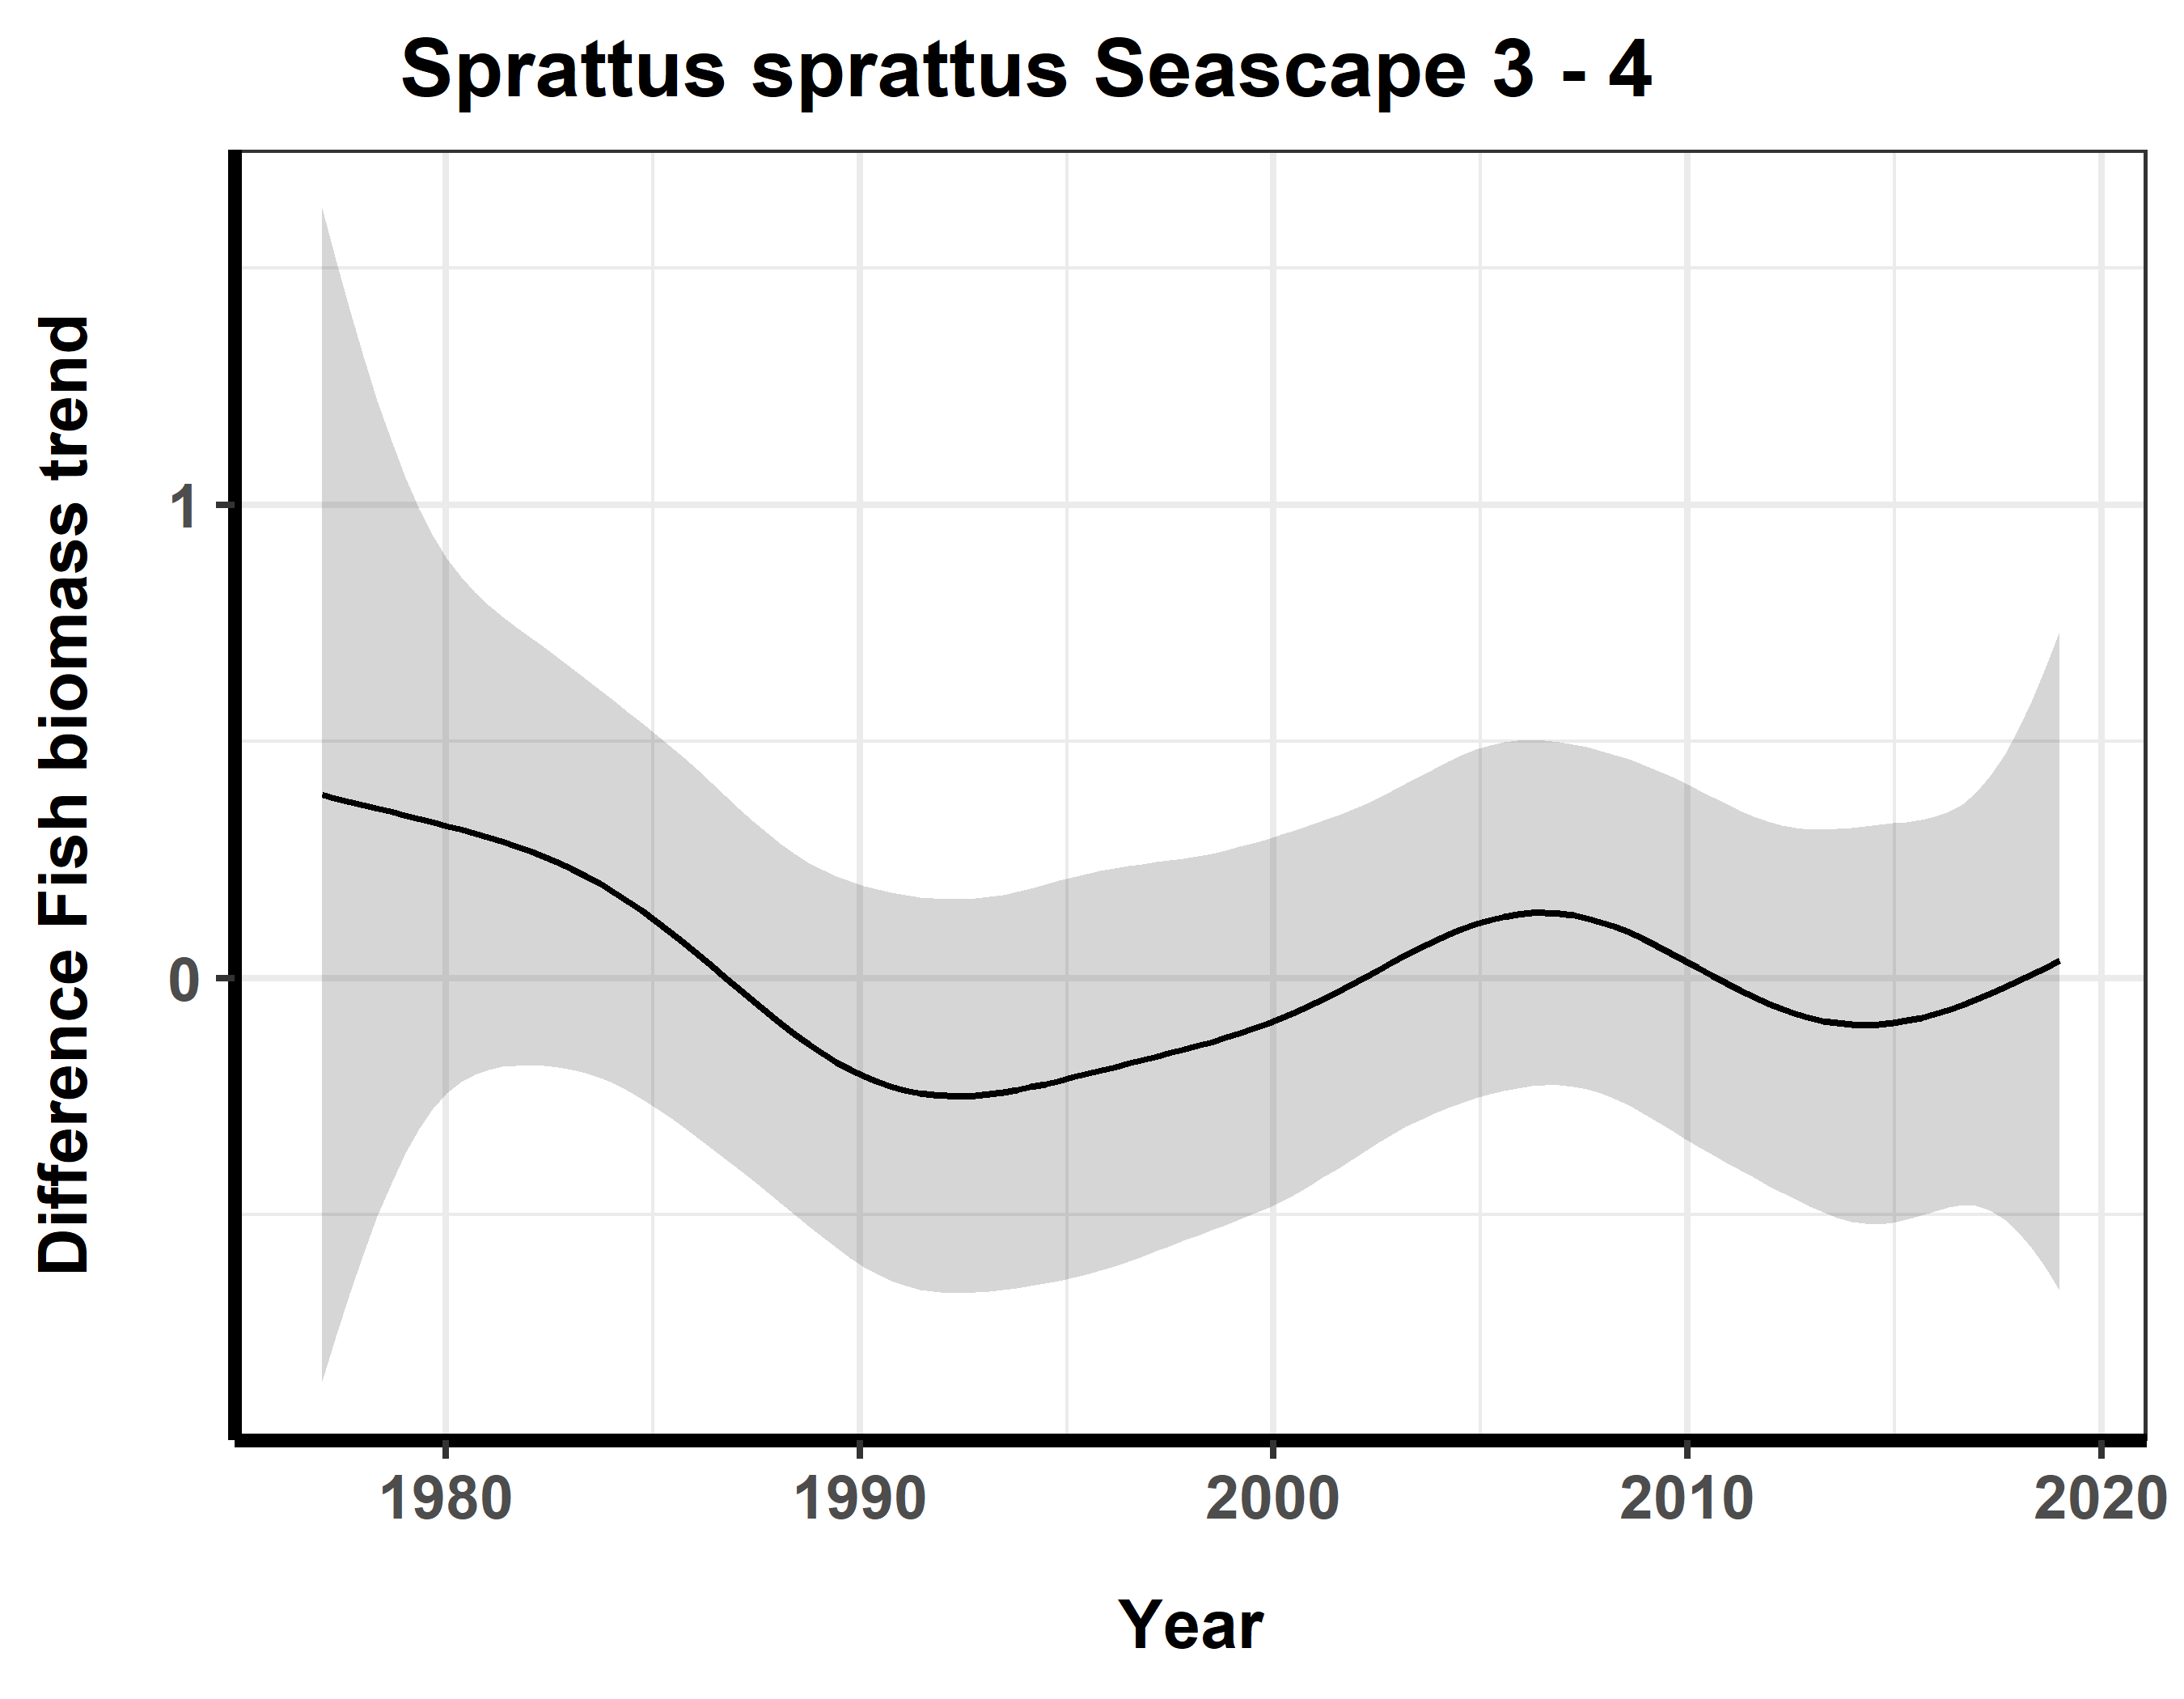 Sprattus sprattus Seascape 3 - 4
Difference Fish biomass trend
1
0
1980 1990 2000 2010 2020
Year